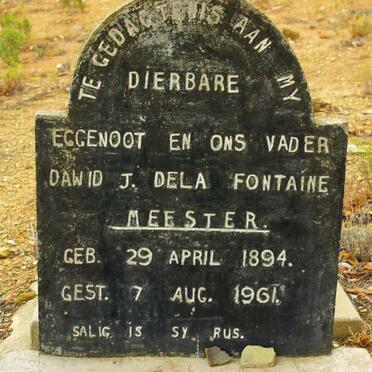 TE GEDAGTENIS AAN MY
DIERBARE
EGGENOOT EN ONS VADER
DAWID J. DELA FONTAINE
MEESTER.
GEB. 29 APRIL 1894.
GEST. 7 AUG. 1961.
SALIG IS SY RUS.